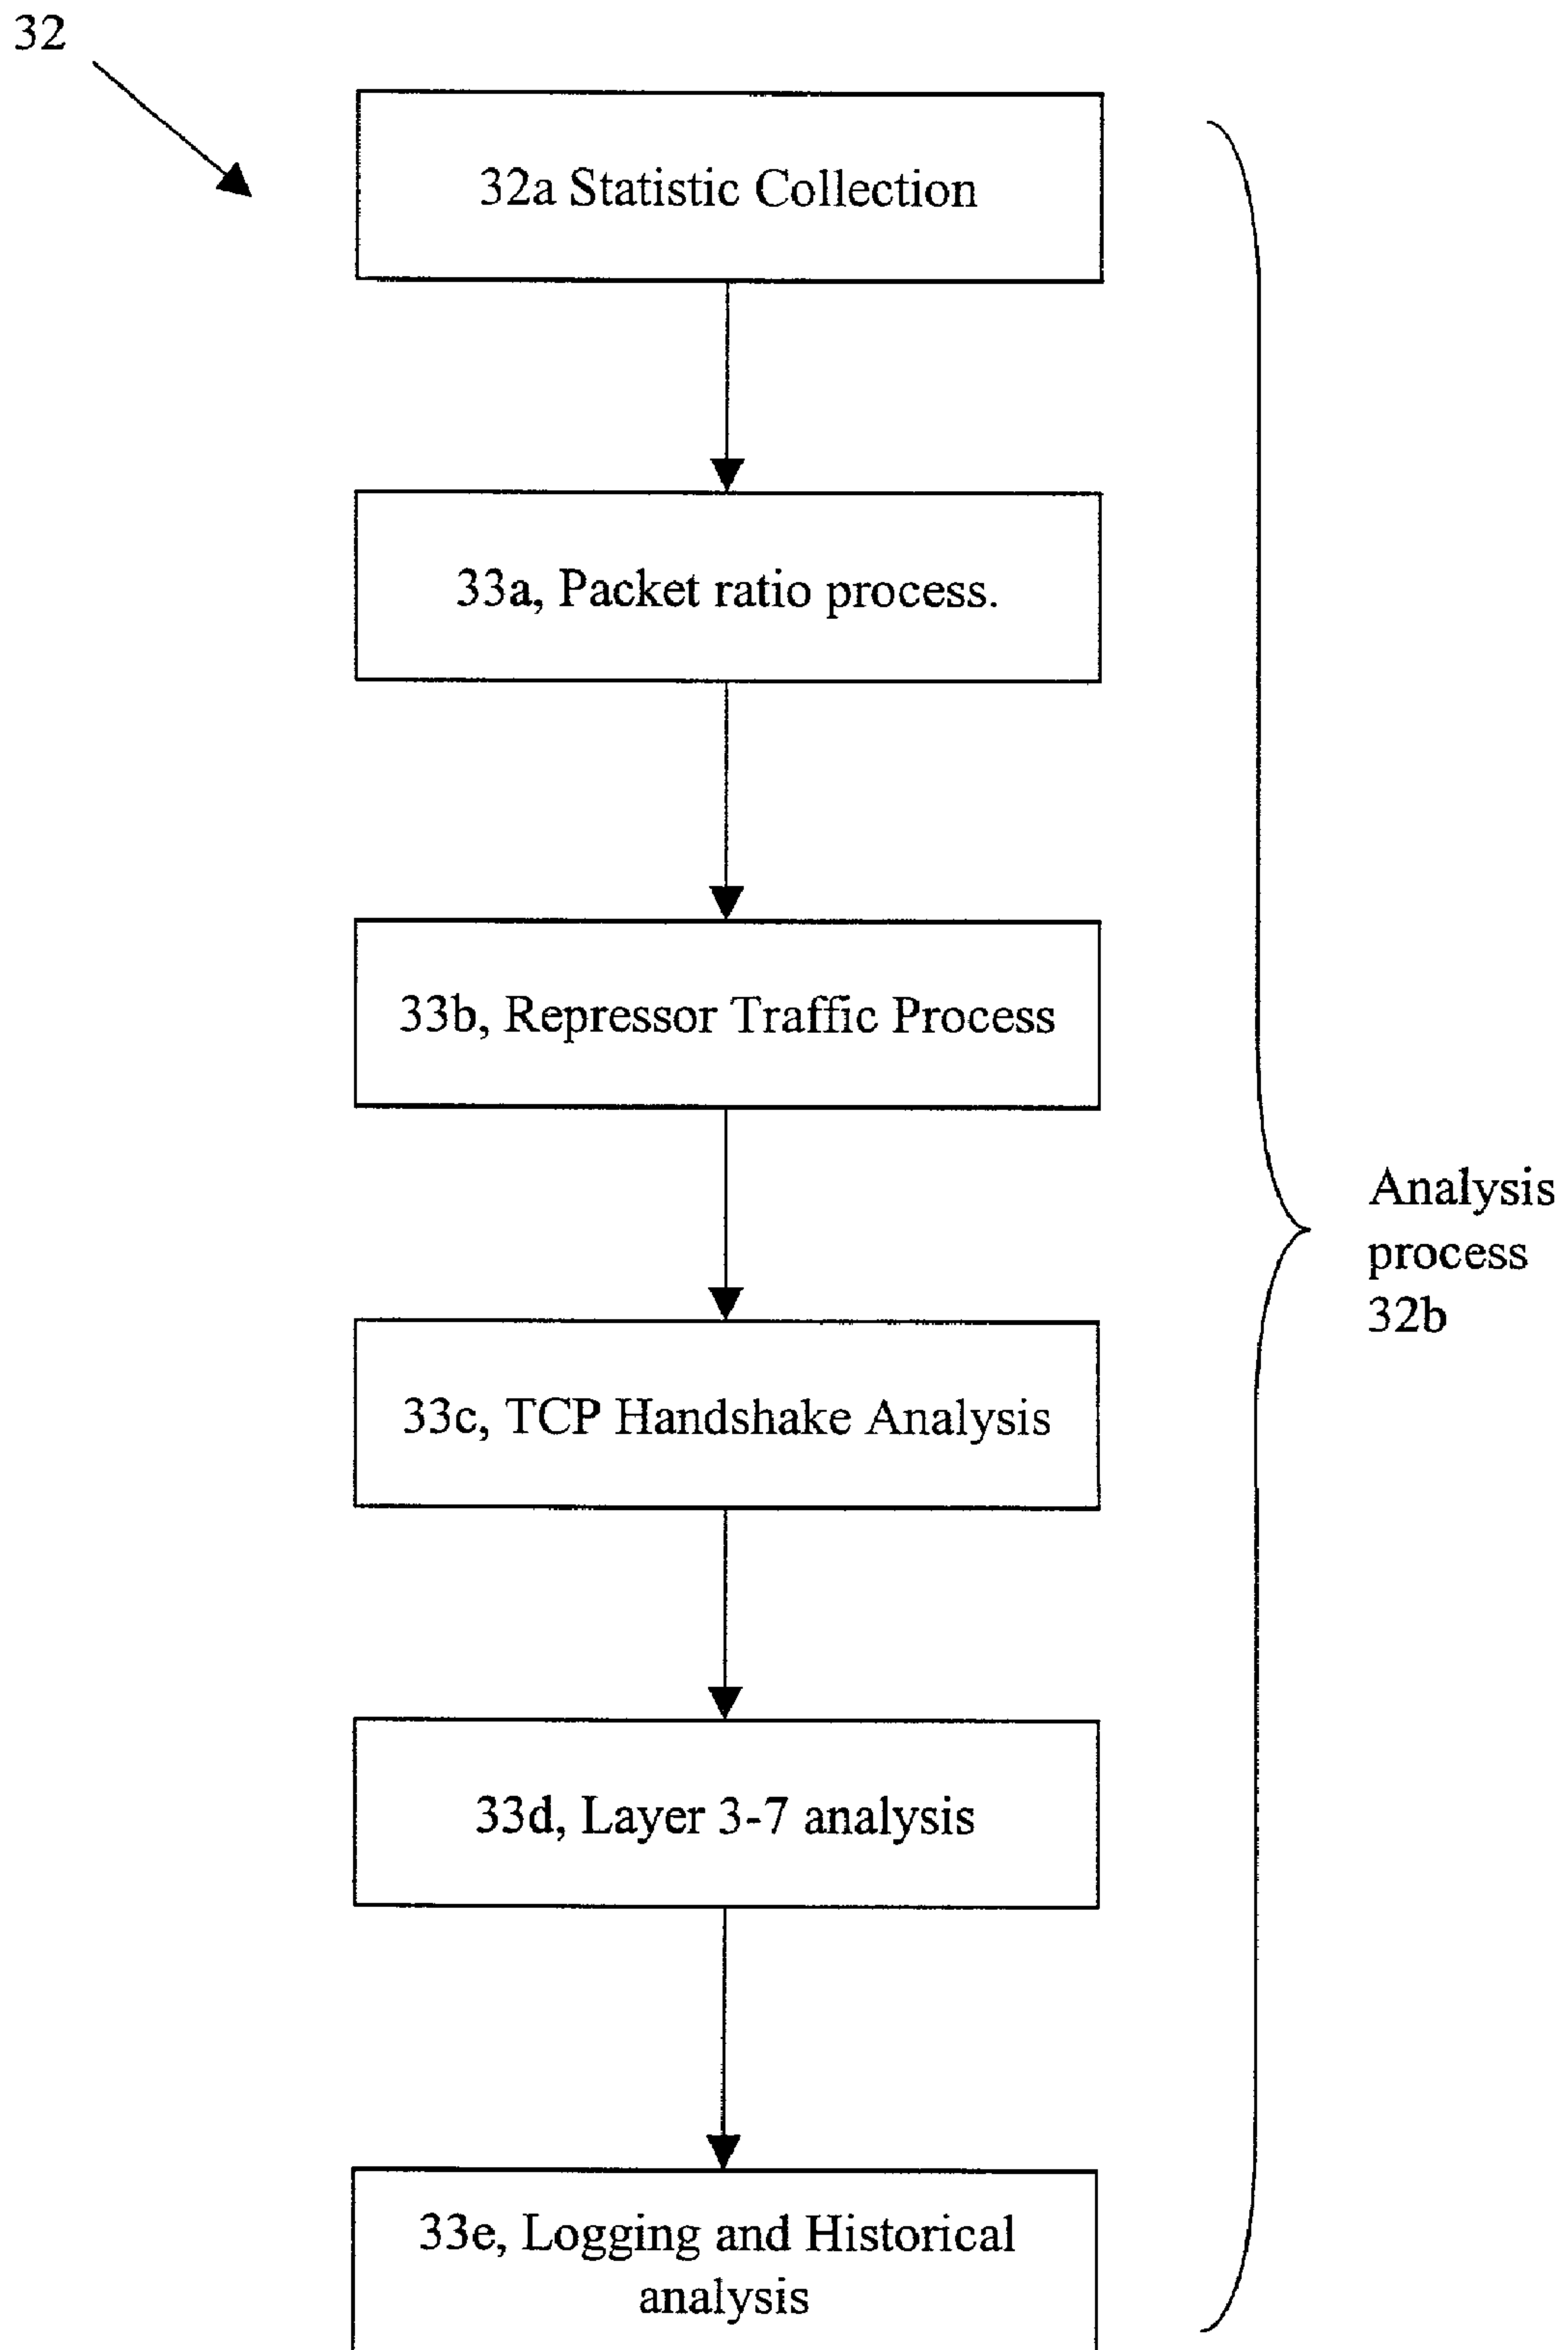 32
32a Statistic Collection
33a, Packet ratio process.
33b, Repressor Traffic Process
33c, TCP Handshake Analysis
33d, Layer 3-7 analysis
33e, Logging and Historical
analysis
Analysis
process
32b